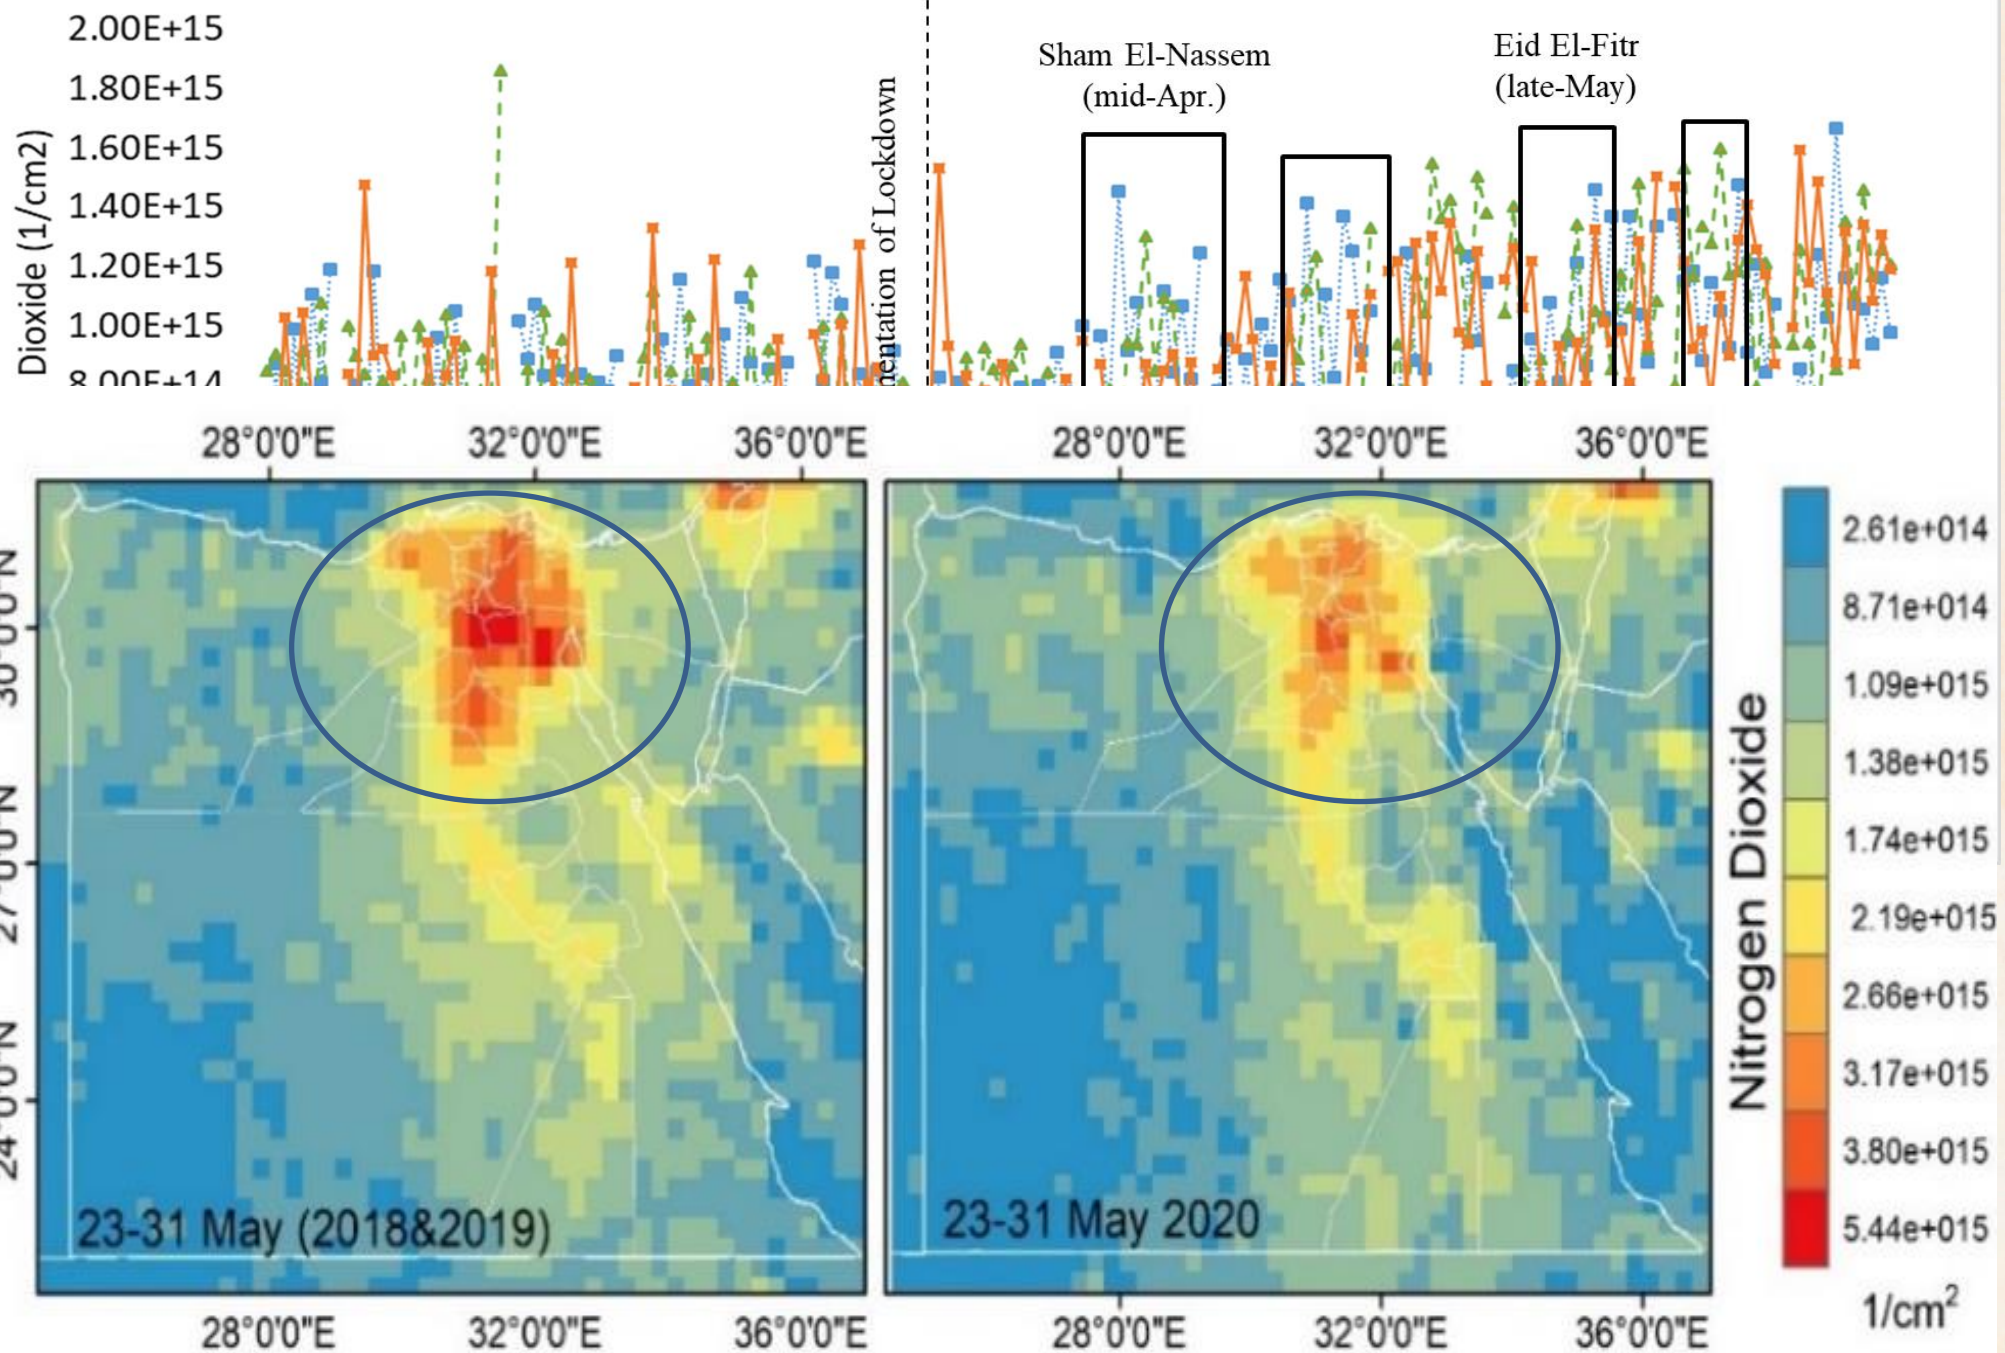 2.00E+15
1.80E+15
1.60E+15
1.40E+15
1.20E+15
1.00E+15
8.00E+14
Dioxide (1/cm2)
of Lockdown
Sham El-Nassem
(mid-Apr.)
Eid El-Fitr
(late-May)
28°0'0"E 32°0'0"E 36°0'0"E
28°0'0"E 32°0'0"E 36°0'0"E
23-31 May (2018&2019)
23-31 May 2020
28°0'0"E 32°0'0"E 36°0'0"E
28°0'0"E 32°0'0"E 36°0'0"E
Nitrogen Dioxide
2.61e+014
8.71e+014
1.09e+015
1.38e+015
1.74e+015
2.19e+015
2.66e+015
3.17e+015
3.80e+015
5.44e+015
1/cm²